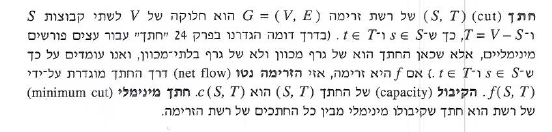 חתך (cut) (S, T) של רשת זרימה G = (V, E) הוא חלוקה של V לשתי קבוצות S
ו-T = V – S, כך ש-s ∈ S ו-t ∈ T. (בדרך דומה הגדרנו בפרק 24 "חתך" עבור עצים פורשים
מינימליים, אלא שכאן החתך הוא של גרף מכוון ולא של גרף בלתי-מכוון, ואנו עומדים על כך
ש-s ∈ S ו-t ∈ T.) אם f היא זרימה, אזי הזרימה נטו (net flow) דרך החתך מוגדרת על-ידי
f(S, T). הקיבול (capacity) של החתך (S, T) הוא c(S, T). חתך מינימלי (minimum cut)
של רשת הוא חתך שקיבולו מינימלי מבין כל החתכים של רשת הזרימה.